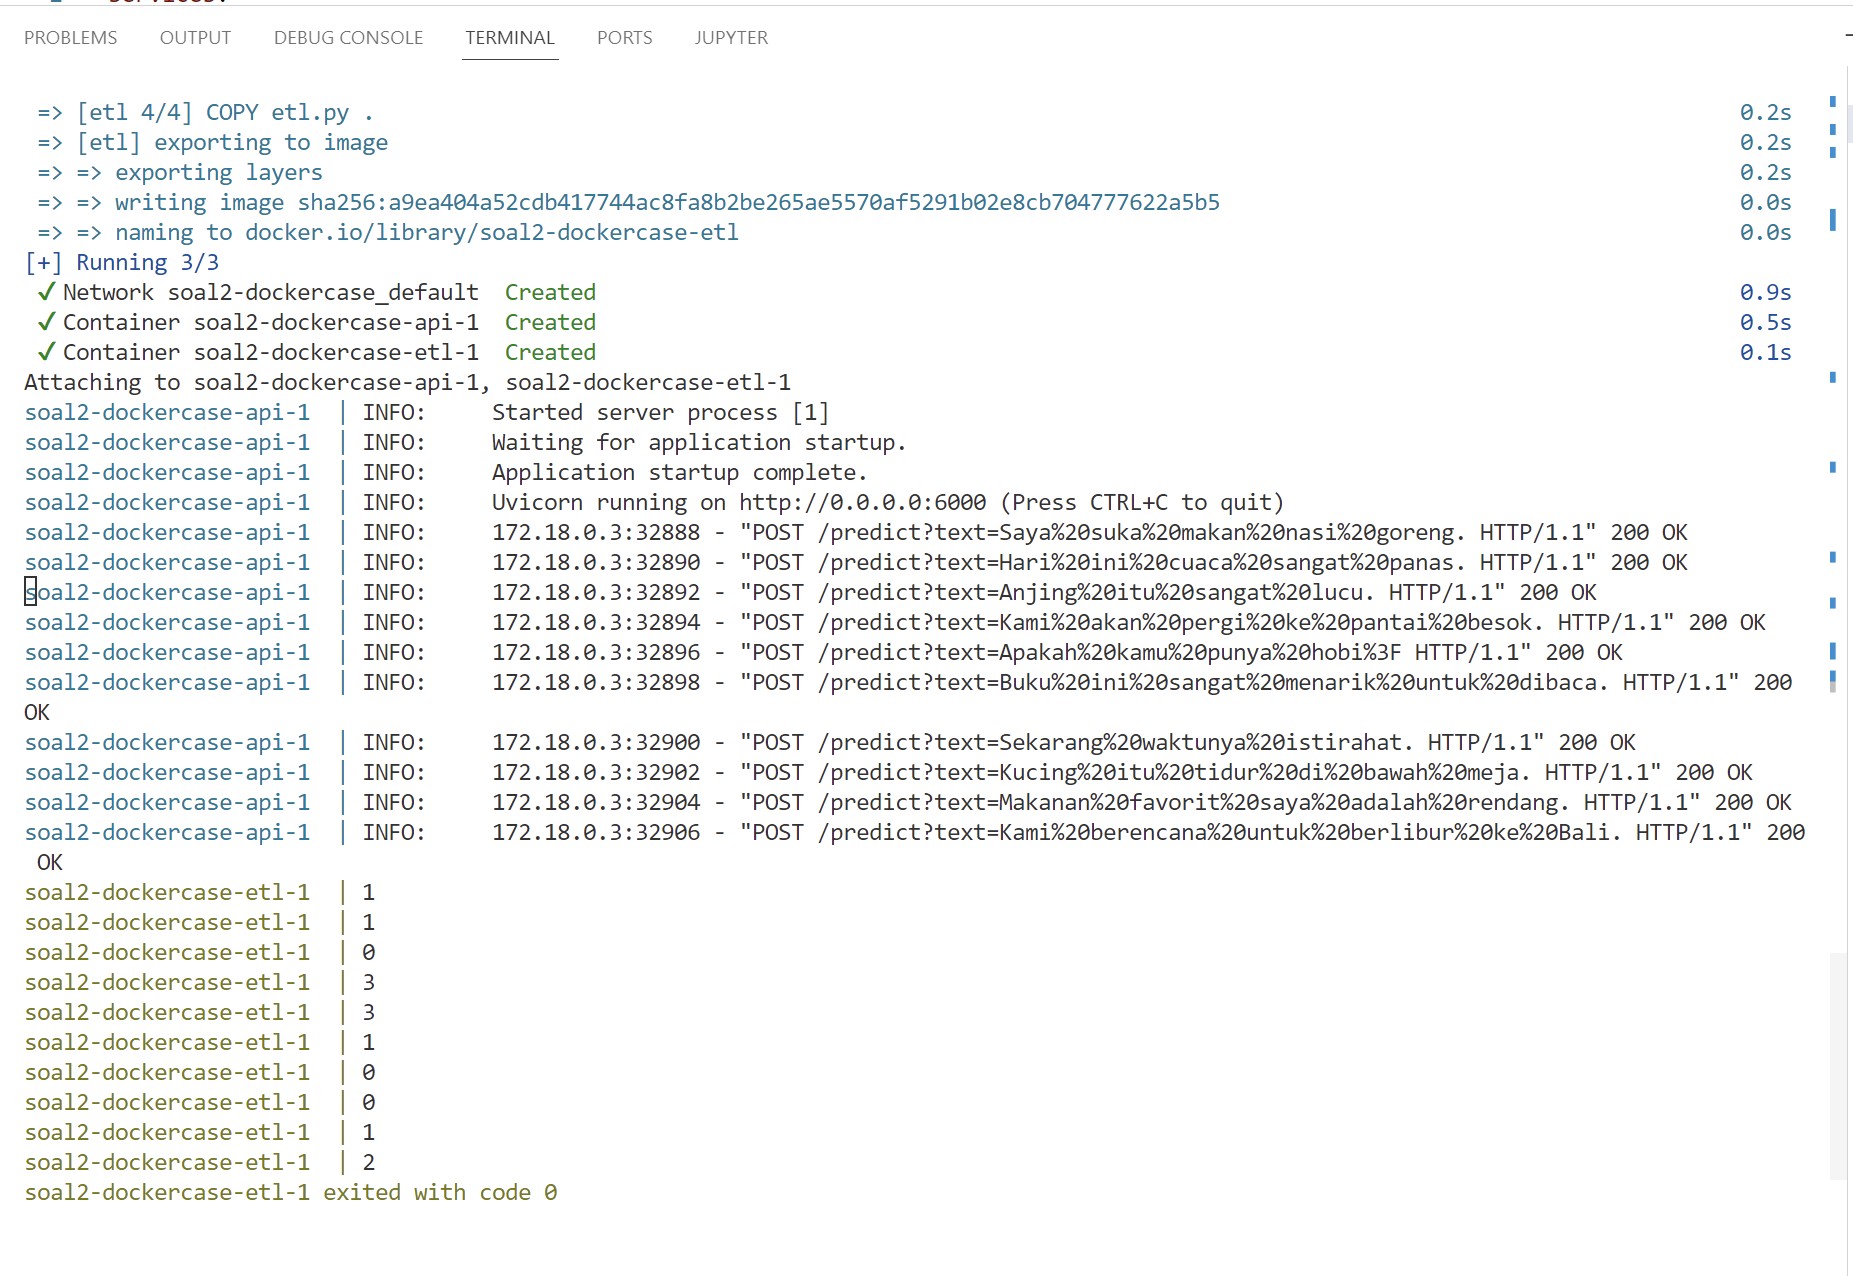 services:
PROBLEMS OUTPUT DEBUG CONSOLE TERMINAL PORTS JUPYTER
=> [etl 4/4] COPY etl.py . 0.2s
=> [etl] exporting to image 0.2s
=> => exporting layers 0.2s
=> => writing image sha256:a9ea404a52cdb417744ac8fa8b2be265ae5570af5291b02e8cb704777622a5b5 0.0s
=> => naming to docker.io/library/soal2-dockercase-etl 0.0s
[+] Running 3/3
✓ Network soal2-dockercase_default Created 0.9s
✓ Container soal2-dockercase-api-1 Created 0.5s
✓ Container soal2-dockercase-etl-1 Created 0.1s
Attaching to soal2-dockercase-api-1, soal2-dockercase-etl-1
soal2-dockercase-api-1 | INFO: Started server process [1]
soal2-dockercase-api-1 | INFO: Waiting for application startup.
soal2-dockercase-api-1 | INFO: Application startup complete.
soal2-dockercase-api-1 | INFO: Uvicorn running on http://0.0.0.0:6000 (Press CTRL+C to quit)
soal2-dockercase-api-1 | INFO: 172.18.0.3:32888 - "POST /predict?text=Saya%20suka%20makan%20nasi%20goreng. HTTP/1.1" 200 OK
soal2-dockercase-api-1 | INFO: 172.18.0.3:32890 - "POST /predict?text=Hari%20ini%20cuaca%20sangat%20panas. HTTP/1.1" 200 OK
soal2-dockercase-api-1 | INFO: 172.18.0.3:32892 - "POST /predict?text=Anjing%20itu%20sangat%20lucu. HTTP/1.1" 200 OK
soal2-dockercase-api-1 | INFO: 172.18.0.3:32894 - "POST /predict?text=Kami%20akan%20pergi%20ke%20pantai%20besok. HTTP/1.1" 200 OK
soal2-dockercase-api-1 | INFO: 172.18.0.3:32896 - "POST /predict?text=Apakah%20kamu%20punya%20hobi%3F HTTP/1.1" 200 OK
soal2-dockercase-api-1 | INFO: 172.18.0.3:32898 - "POST /predict?text=Buku%20ini%20sangat%20menarik%20untuk%20dibaca. HTTP/1.1" 200
OK
soal2-dockercase-api-1 | INFO: 172.18.0.3:32900 - "POST /predict?text=Sekarang%20waktunya%20istirahat. HTTP/1.1" 200 OK
soal2-dockercase-api-1 | INFO: 172.18.0.3:32902 - "POST /predict?text=Kucing%20itu%20tidur%20di%20bawah%20meja. HTTP/1.1" 200 OK
soal2-dockercase-api-1 | INFO: 172.18.0.3:32904 - "POST /predict?text=Makanan%20favorit%20saya%20adalah%20rendang. HTTP/1.1" 200 OK
soal2-dockercase-api-1 | INFO: 172.18.0.3:32906 - "POST /predict?text=Kami%20berencana%20untuk%20berlibur%20ke%20Bali. HTTP/1.1" 200
OK
soal2-dockercase-etl-1 | 1
soal2-dockercase-etl-1 | 1
soal2-dockercase-etl-1 | 0
soal2-dockercase-etl-1 | 3
soal2-dockercase-etl-1 | 3
soal2-dockercase-etl-1 | 1
soal2-dockercase-etl-1 | 0
soal2-dockercase-etl-1 | 0
soal2-dockercase-etl-1 | 1
soal2-dockercase-etl-1 | 2
soal2-dockercase-etl-1 exited with code 0